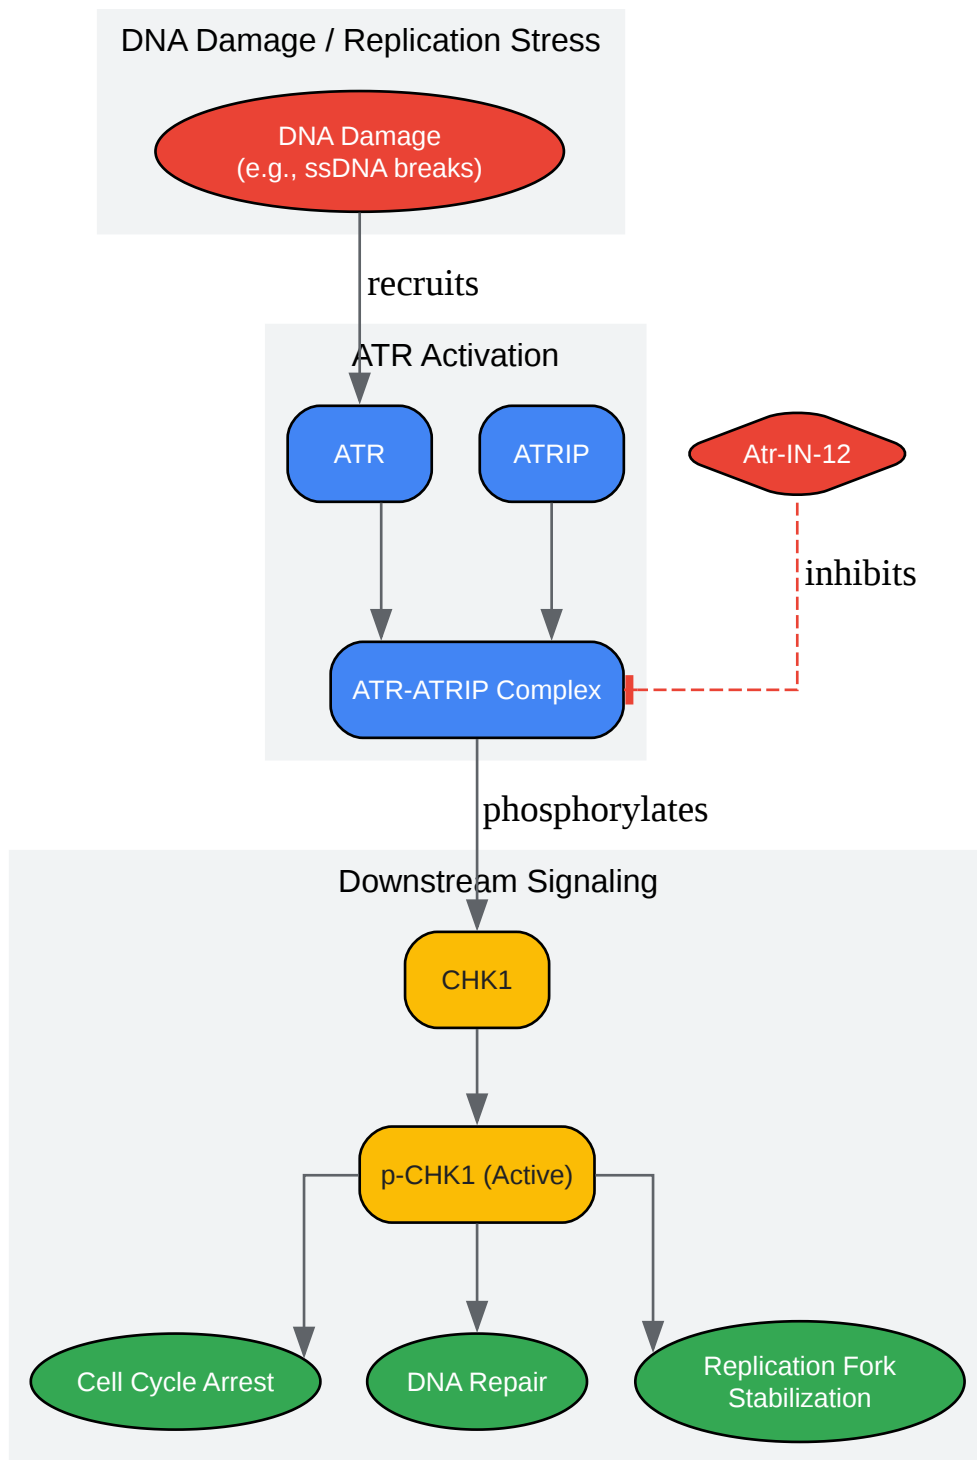 DNA Damage / Replication Stress
DNA Damage
(e.g., ssDNA breaks)
recruits
ATR Activation
ATR
ATRIP
Atr-IN-12
inhibits
ATR-ATRIP Complex
phosphorylates
Downstream Signaling
CHK1
p-CHK1 (Active)
Cell Cycle Arrest
DNA Repair
Replication Fork
Stabilization